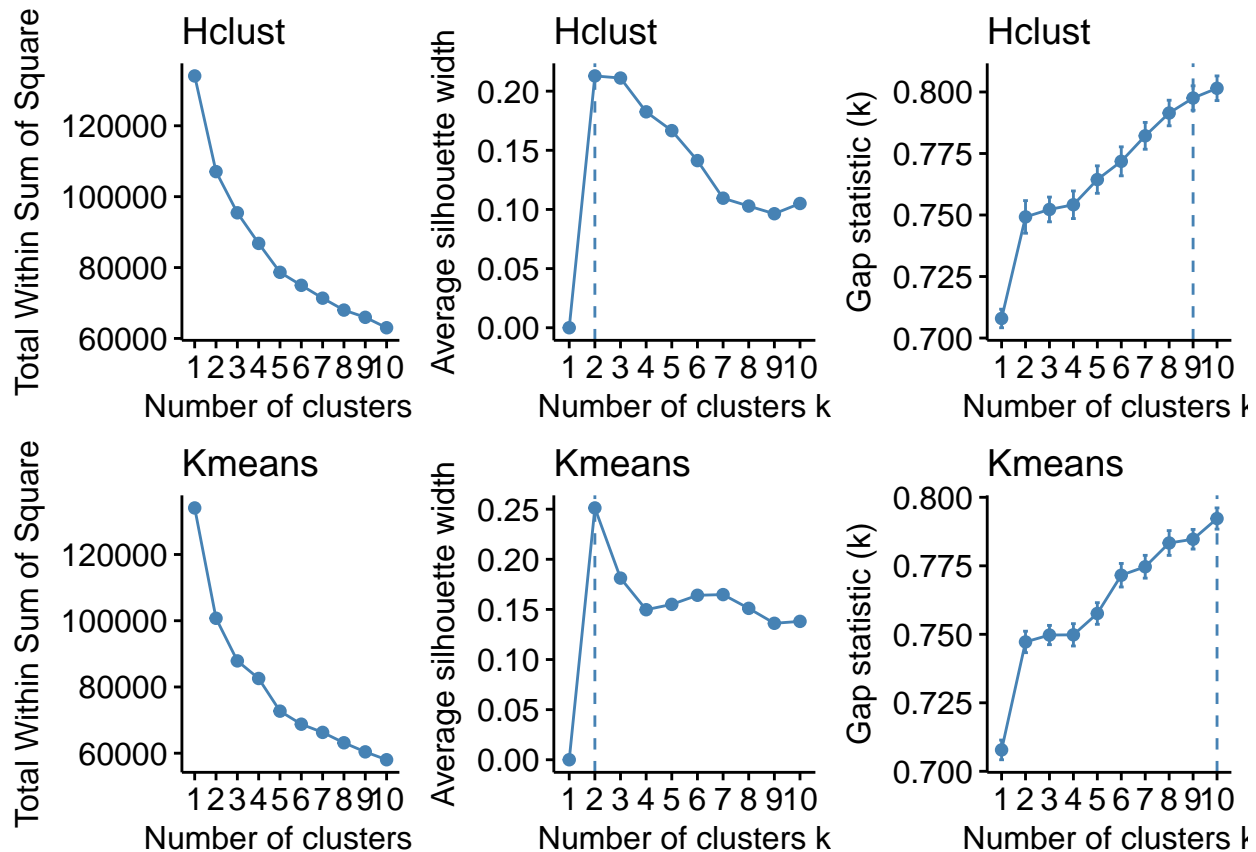 Hclust
Total Within Sum of Square
120000
100000
80000
60000
1 2 3 4 5 6 7 8 9 10
Number of clusters
Hclust
Average silhouette width
0.20
0.15
0.10
0.05
0.00
1 2 3 4 5 6 7 8 9 10
Number of clusters k
Hclust
Gap statistic (k)
0.800
0.775
0.750
0.725
0.700
1 2 3 4 5 6 7 8 9 10
Number of clusters k
Kmeans
Total Within Sum of Square
120000
100000
80000
60000
1 2 3 4 5 6 7 8 9 10
Number of clusters
Kmeans
Average silhouette width
0.25
0.20
0.15
0.10
0.05
0.00
1 2 3 4 5 6 7 8 9 10
Number of clusters k
Kmeans
Gap statistic (k)
0.800
0.775
0.750
0.725
0.700
1 2 3 4 5 6 7 8 9 10
Number of clusters k